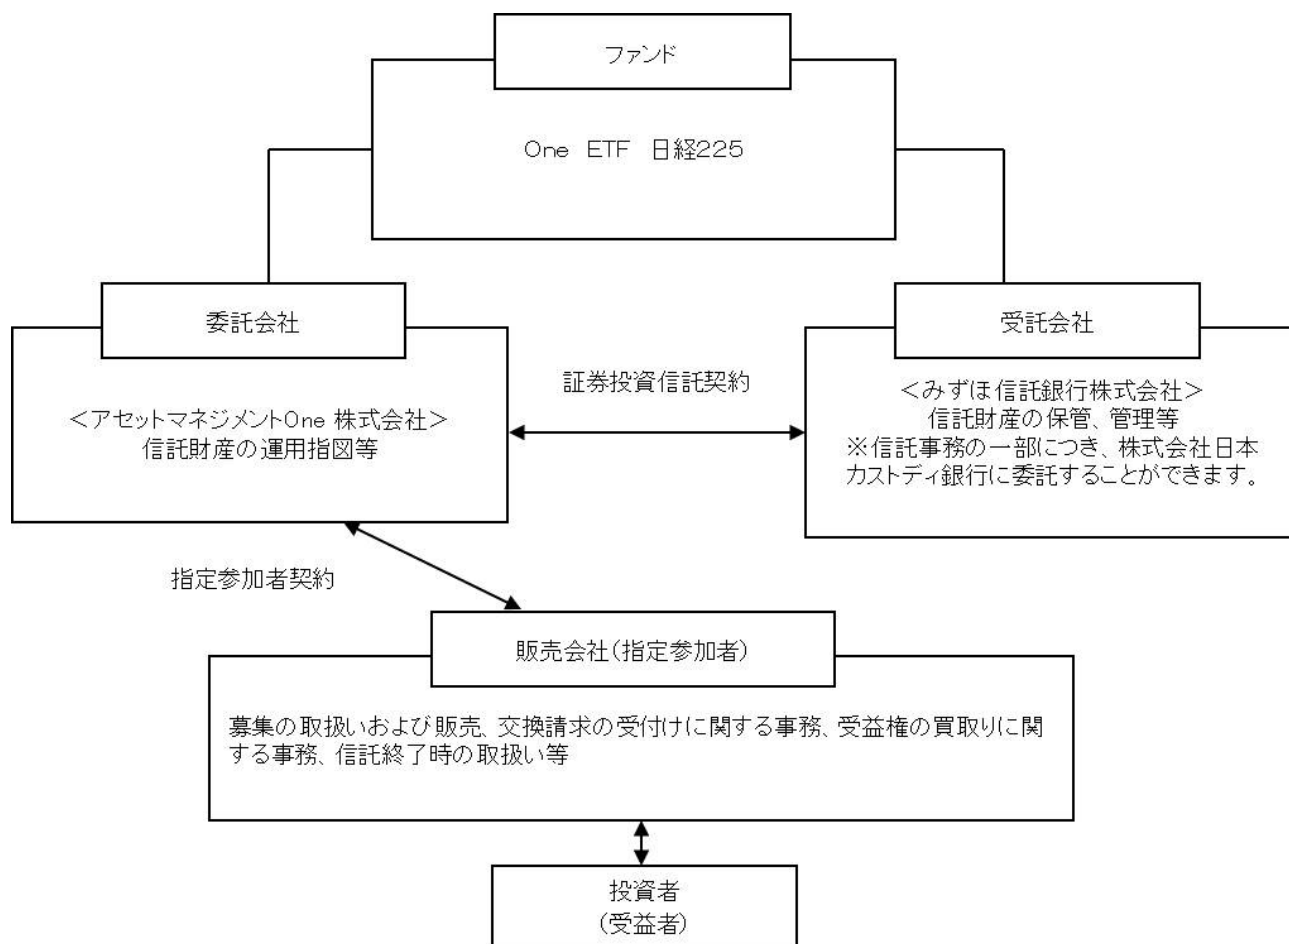 ファンド
One ETF 日経225
委託会社
受託会社
<アセットマネジメントOne 株式会社>
信託財産の運用指図等
証券投資信託契約
<みずほ信託銀行株式会社>
信託財産の保管、管理等
※信託事務の一部につき、株式会社日本
カストディ銀行に委託することができます。
指定参加者契約
販売会社(指定参加者)
募集の取扱いおよび販売、交換請求の受付けに関する事務、受益権の買取りに関
する事務、信託終了時の取扱い等
投資者
(受益者)